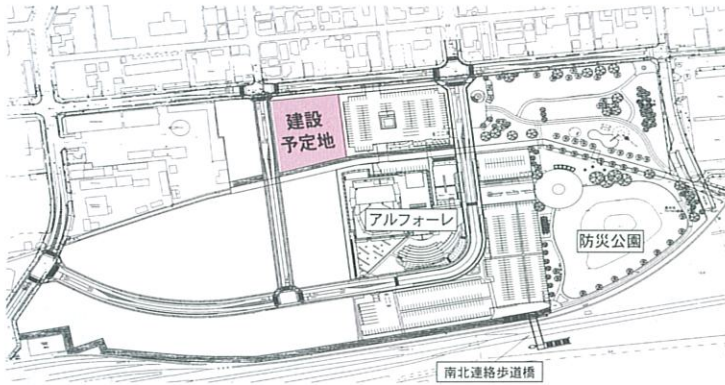 建設
予定地
アルフォーレ
防災公園
南北連絡歩道橋